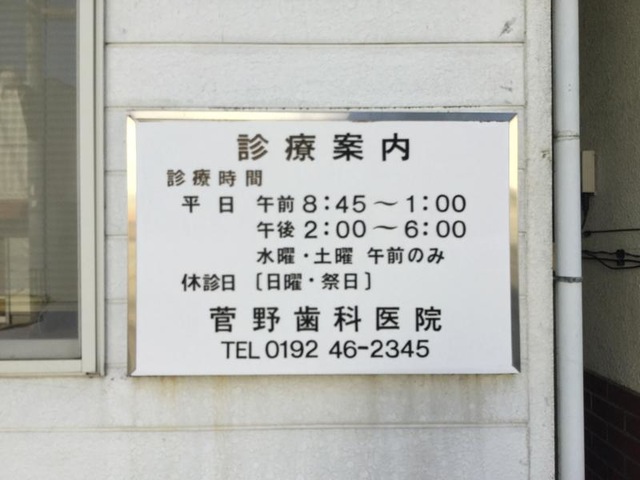 診療案内
診療時間
平日 午前 8:45～1:00
午後 2:00～6:00
水曜・土曜 午前のみ
休診日 〔日曜・祭日〕
菅野歯科医院
TEL 0192 46-2345